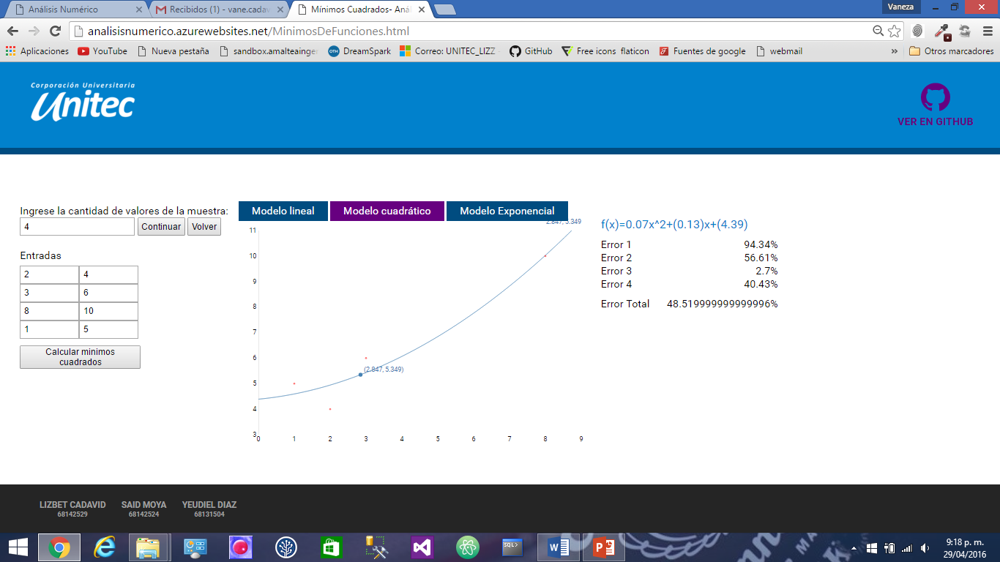 Análisis Numérico
Recibidos (1) - vane.cadav
Mínimos Cuadrados- Aná
Vaneza
analisisnumerico.azurewebsites.net/MinimosDeFunciones.html
Aplicaciones
YouTube
Nueva pestaña
sandbox.amalteainger
DreamSpark
Correo: UNITEC_LIZZ
GitHub
Free icons flaticon
Fuentes de google
webmail
»
Otros marcadores
Corporación Universitaria
Unitec
VER EN GITHUB
Ingrese la cantidad de valores de la muestra:
4
Continuar
Volver
Entradas
2 4
3 6
8 10
1 5
Calcular minimos
cuadrados
Modelo lineal
Modelo cuadrático
Modelo Exponencial
2.847, 5.349
11
10
9
8
7
6
5
4
3
(2.847, 5.349)
0 1 2 3 4 5 6 7 8 9
f(x)=0.07x^2+(0.13)x+(4.39)
Error 1 94.34%
Error 2 56.61%
Error 3 2.7%
Error 4 40.43%
Error Total 48.519999999999996%
LIZBET CADAVID
68142529
SAID MOYA
68142524
YEUDIEL DIAZ
68131504
SQL>
9:18 p. m.
29/04/2016